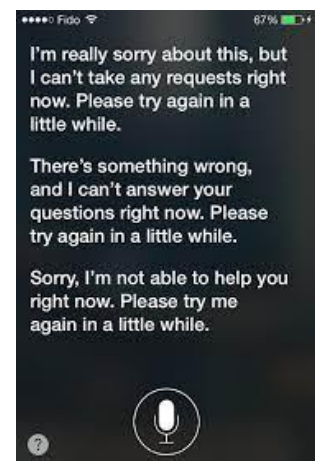 Fido 67%
I'm really sorry about this, but
I can't take any requests right
now. Please try again in a
little while.
There's something wrong,
and I can't answer your
questions right now. Please
try again in a little while.
Sorry, I'm not able to help you
right now. Please try me
again in a little while.
?